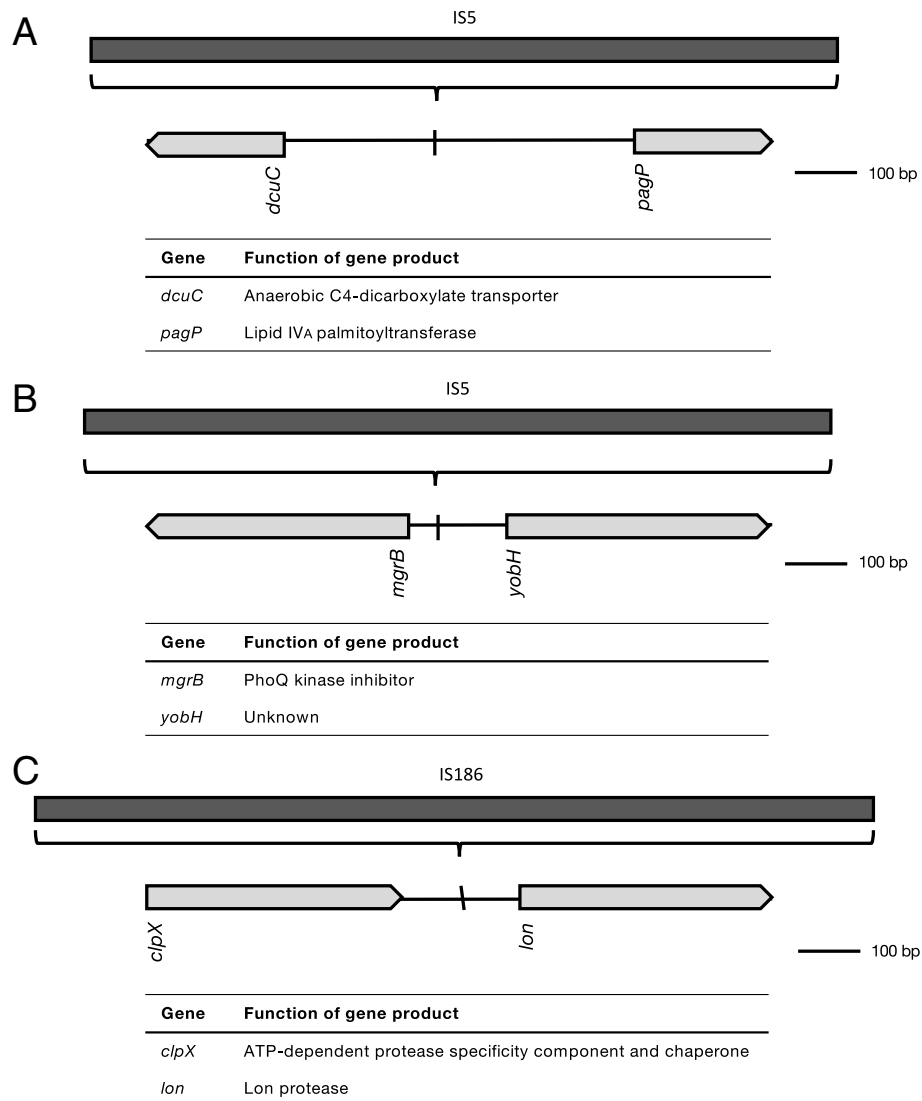 A
IS5
dcuC
pagP
100 bp
Gene Function of gene product
dcuC Anaerobic C4-dicarboxylate transporter
pagP Lipid IVA palmitoyltransferase
B
IS5
mgrB
yobH
100 bp
Gene Function of gene product
mgrB PhoQ kinase inhibitor
yobH Unknown
C
IS186
clpX
lon
100 bp
Gene Function of gene product
clpX ATP-dependent protease specificity component and chaperone
lon Lon protease